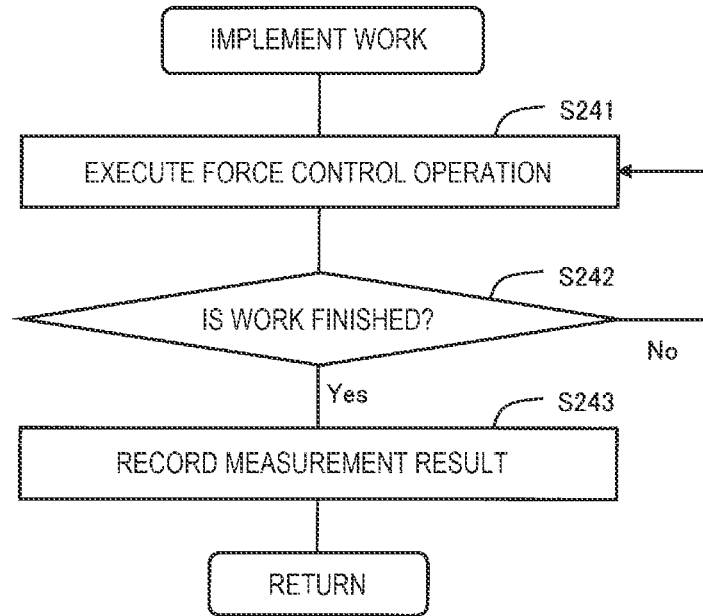 IMPLEMENT WORK
S241
EXECUTE FORCE CONTROL OPERATION
S242
IS WORK FINISHED?
No
Yes
S243
RECORD MEASUREMENT RESULT
RETURN